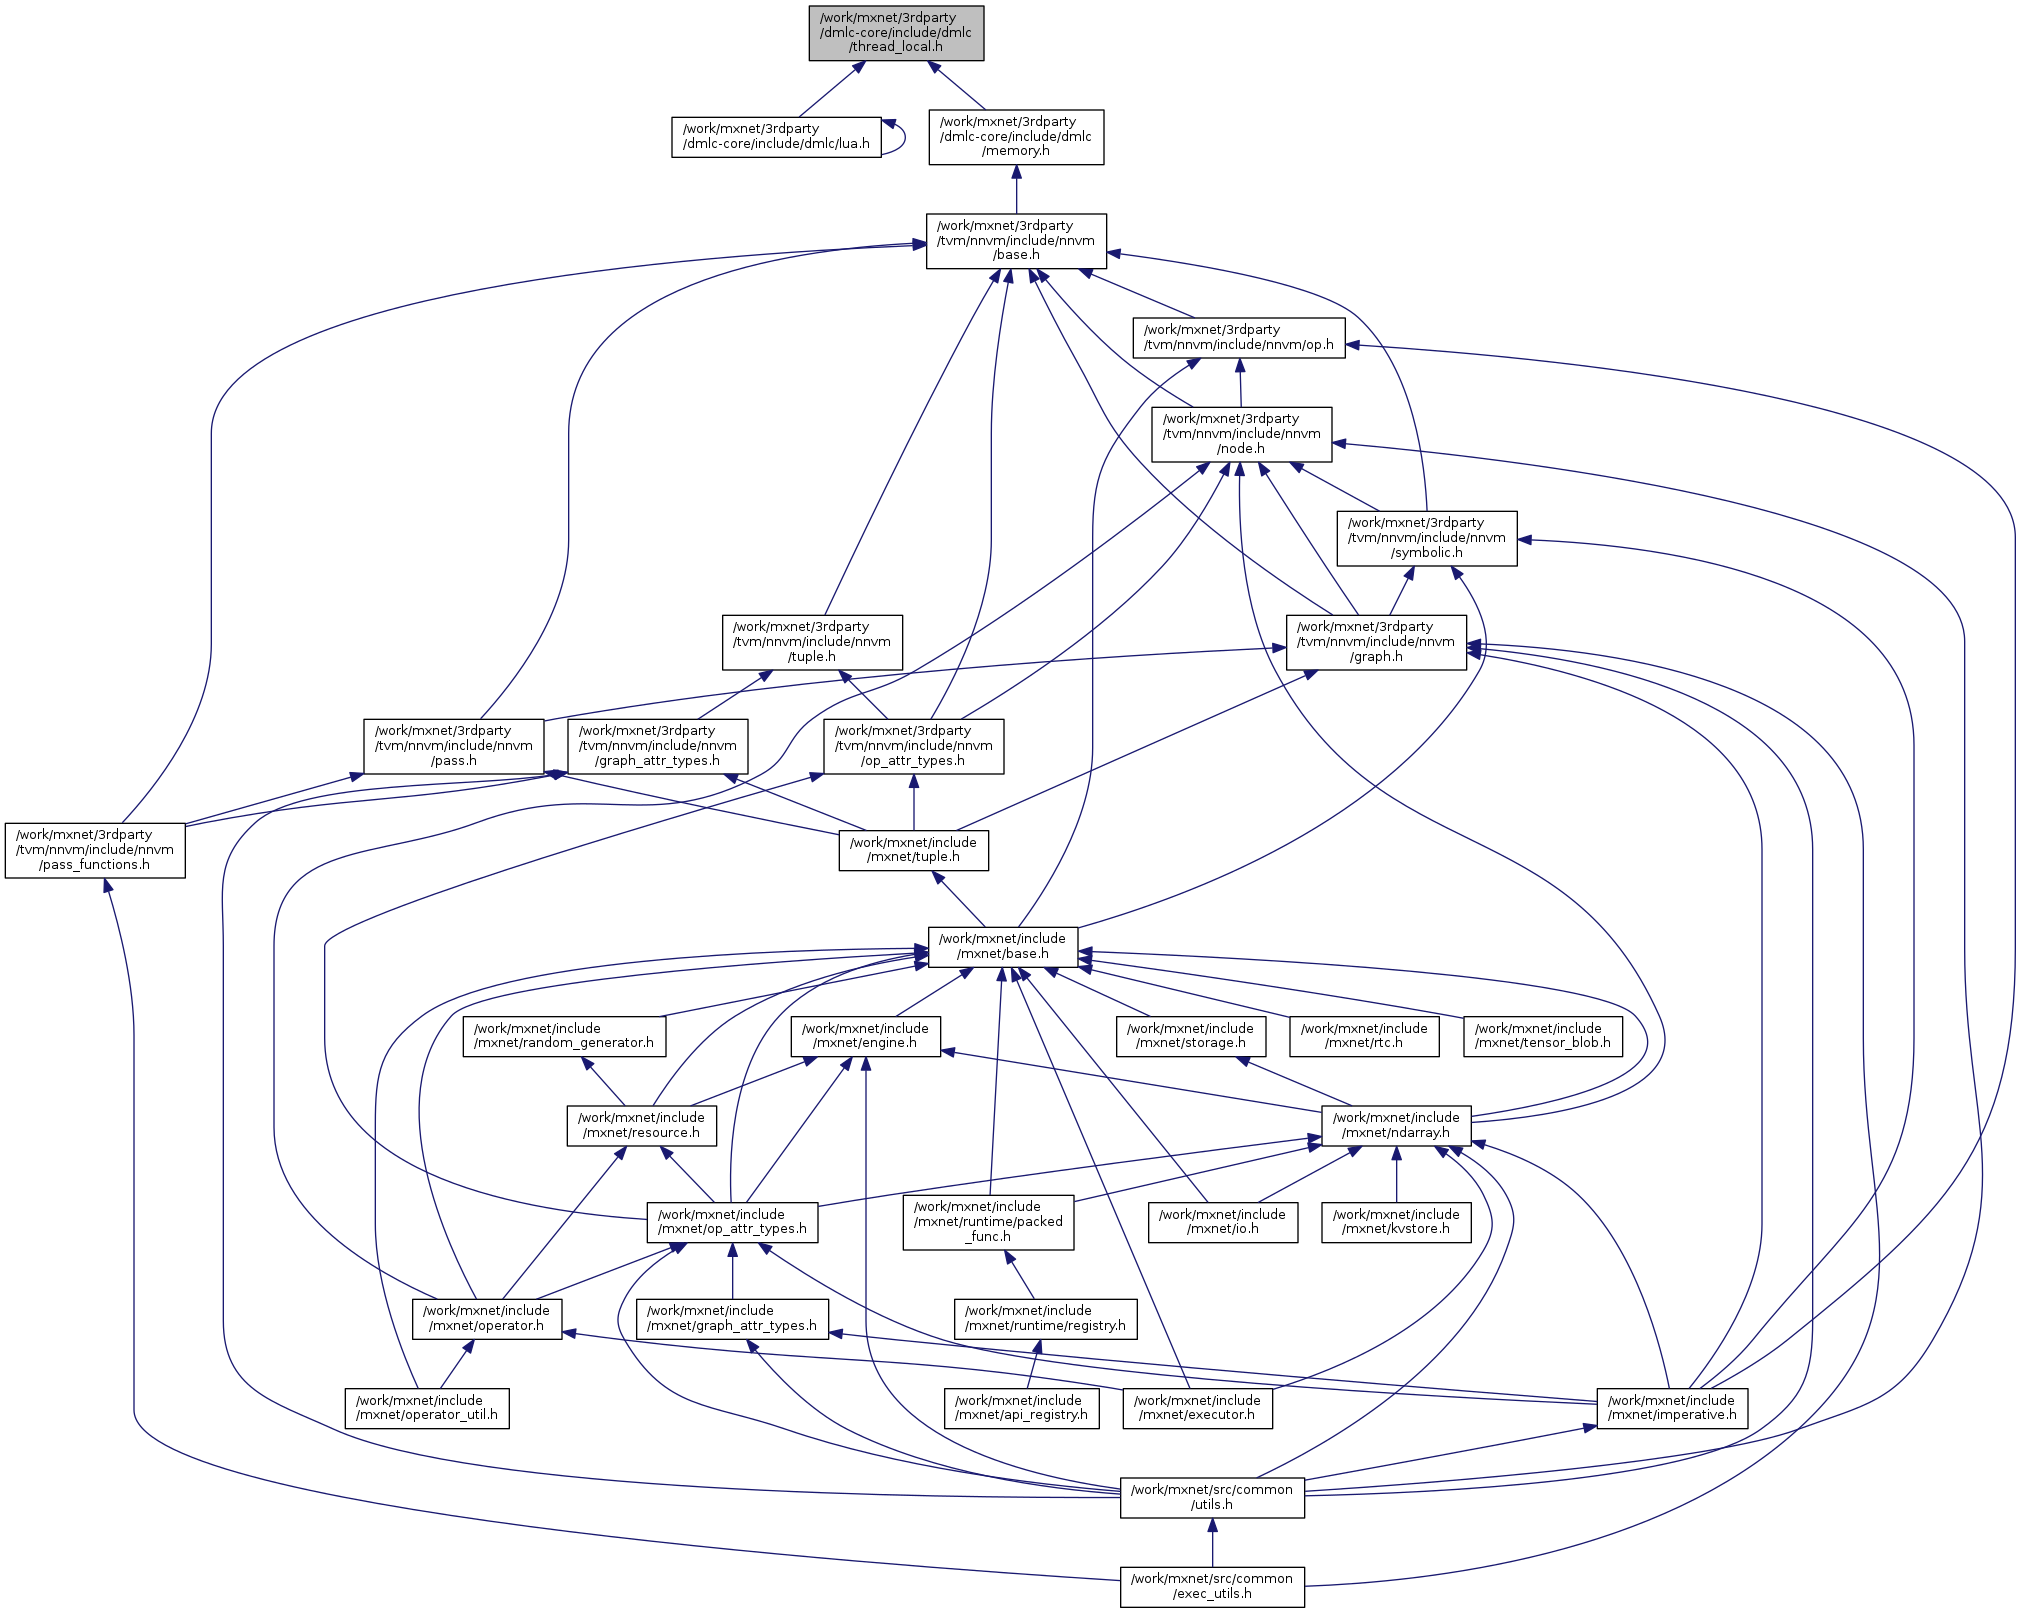 /work/mxnet/3rdparty
/dmlc-core/include/dmlc
/thread_local.h
/work/mxnet/3rdparty
/dmlc-core/include/dmlc/lua.h
/work/mxnet/3rdparty
/dmlc-core/include/dmlc
/memory.h
/work/mxnet/3rdparty
/tvm/nnvm/include/nnvm
/base.h
/work/mxnet/3rdparty
/tvm/nnvm/include/nnvm/op.h
/work/mxnet/3rdparty
/tvm/nnvm/include/nnvm
/node.h
/work/mxnet/3rdparty
/tvm/nnvm/include/nnvm
/symbolic.h
/work/mxnet/3rdparty
/tvm/nnvm/include/nnvm
/tuple.h
/work/mxnet/3rdparty
/tvm/nnvm/include/nnvm
/graph.h
/work/mxnet/3rdparty
/tvm/nnvm/include/nnvm
/pass.h
/work/mxnet/3rdparty
/tvm/nnvm/include/nnvm
/graph_attr_types.h
/work/mxnet/3rdparty
/tvm/nnvm/include/nnvm
/op_attr_types.h
/work/mxnet/3rdparty
/tvm/nnvm/include/nnvm
/pass_functions.h
/work/mxnet/include
/mxnet/tuple.h
/work/mxnet/include
/mxnet/base.h
/work/mxnet/include
/mxnet/random_generator.h
/work/mxnet/include
/mxnet/engine.h
/work/mxnet/include
/mxnet/storage.h
/work/mxnet/include
/mxnet/rtc.h
/work/mxnet/include
/mxnet/tensor_blob.h
/work/mxnet/include
/mxnet/resource.h
/work/mxnet/include
/mxnet/ndarray.h
/work/mxnet/include
/mxnet/op_attr_types.h
/work/mxnet/include
/mxnet/runtime/packed
_func.h
/work/mxnet/include
/mxnet/io.h
/work/mxnet/include
/mxnet/kvstore.h
/work/mxnet/include
/mxnet/operator.h
/work/mxnet/include
/mxnet/graph_attr_types.h
/work/mxnet/include
/mxnet/runtime/registry.h
/work/mxnet/include
/mxnet/operator_util.h
/work/mxnet/include
/mxnet/api_registry.h
/work/mxnet/include
/mxnet/executor.h
/work/mxnet/include
/mxnet/imperative.h
/work/mxnet/src/common
/utils.h
/work/mxnet/src/common
/exec_utils.h